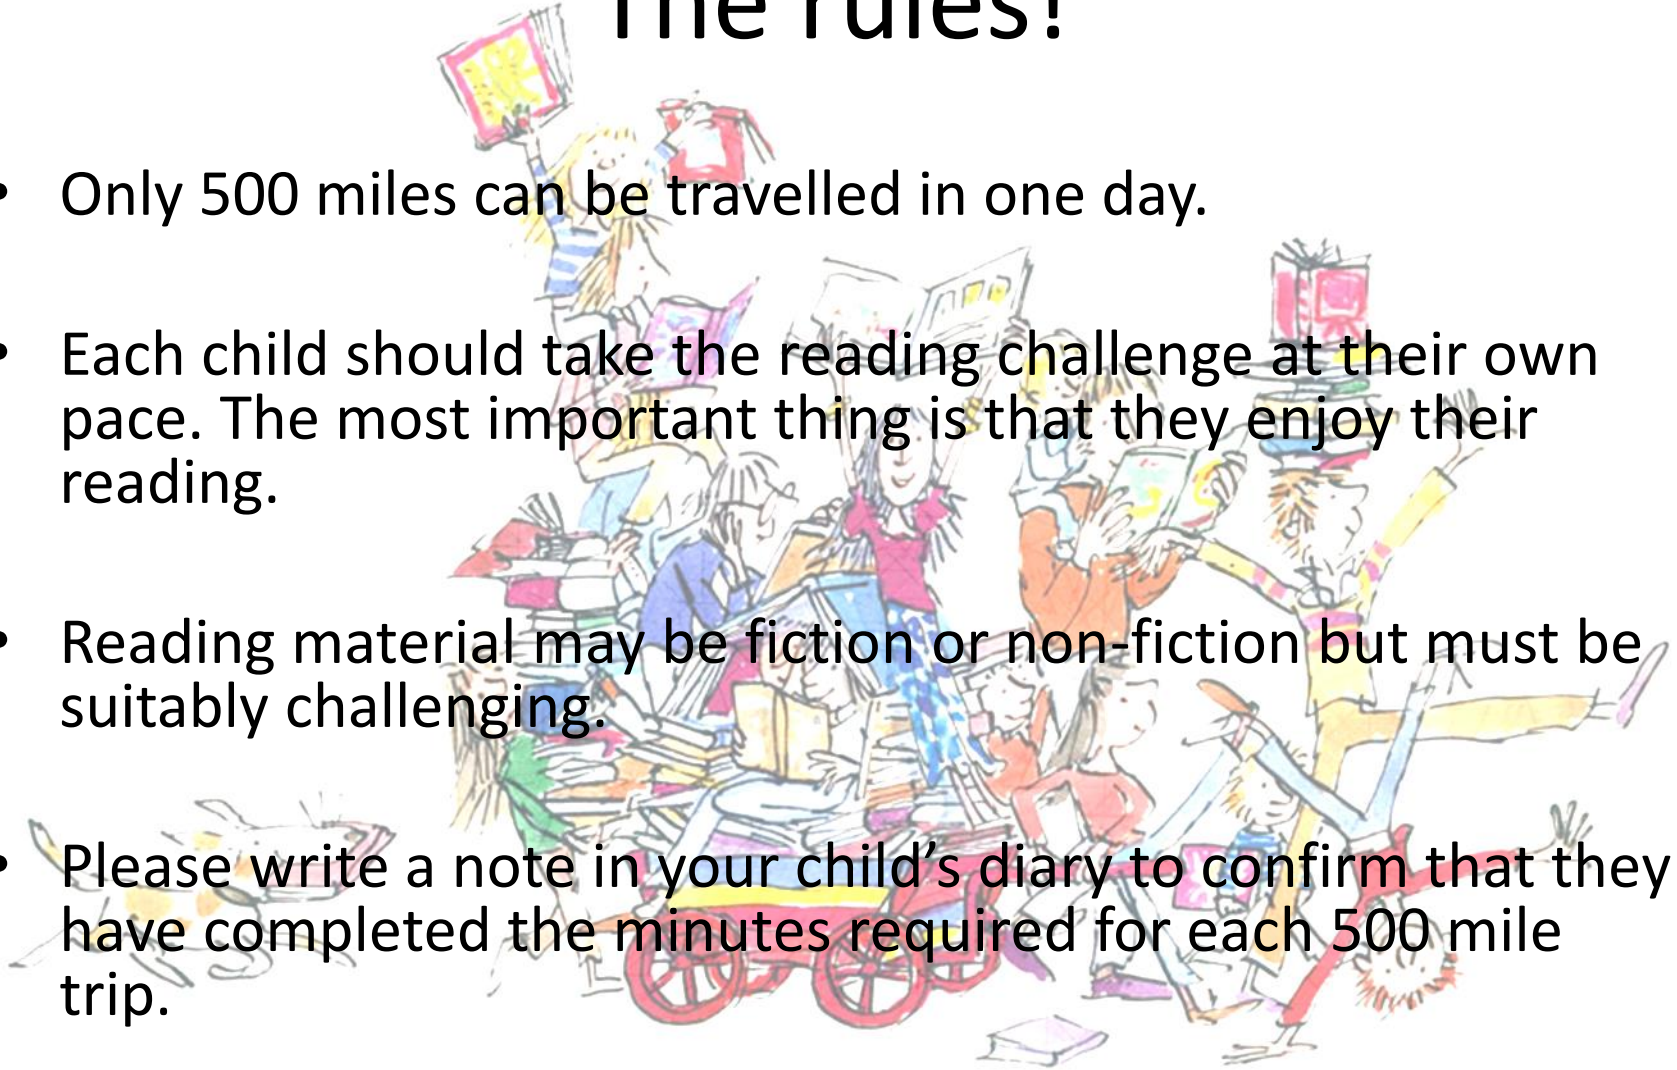 The rules!
• Only 500 miles can be travelled in one day.
• Each child should take the reading challenge at their own
pace. The most important thing is that they enjoy their
reading.
• Reading material may be fiction or non-fiction but must be
suitably challenging.
• Please write a note in your child’s diary to confirm that they
have completed the minutes required for each 500 mile
trip.